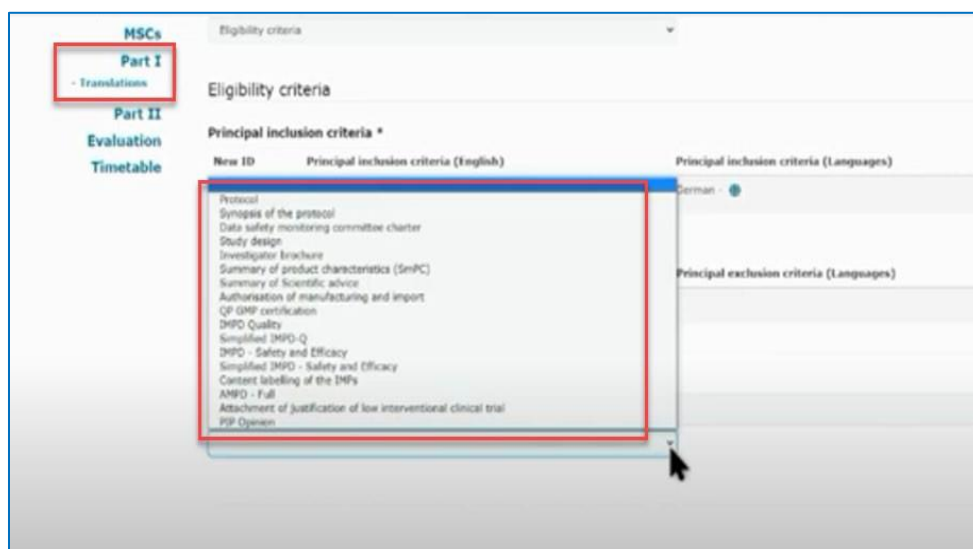 MSCs
Part I
- Translations
Part II
Evaluation
Timetable
Eligibility criteria
Eligibility criteria
Principal inclusion criteria *
New ID Principal inclusion criteria (English) Principal inclusion criteria (Languages)
German -
Protocol
Synopsis of the protocol
Data safety monitoring committee charter
Study design
Investigator brochure
Summary of product characteristics (SmPC)
Summary of Scientific advice
Authorisation of manufacturing and import
QP GMP certification
IMPD Quality
Simplified IMPD-Q
IMPD - Safety and Efficacy
Simplified IMPD - Safety and Efficacy
Content labelling of the IMPs
AMPD - Full
Attachment of justification of low interventional clinical trial
PIP Opinion
Principal exclusion criteria (Languages)